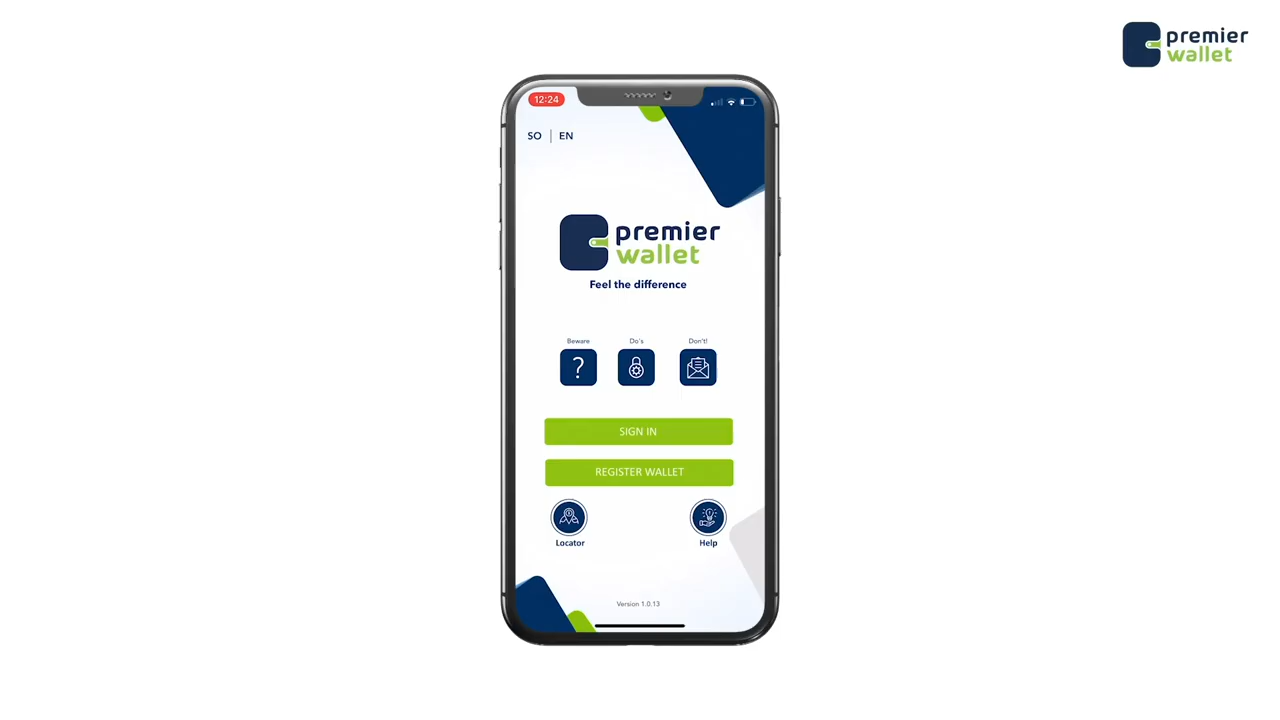 premier
wallet
12:24
SO | EN
premier
wallet
Feel the difference
Beware
Do's
Don't!
SIGN IN
REGISTER WALLET
Locator
Help
Version 1.0.13